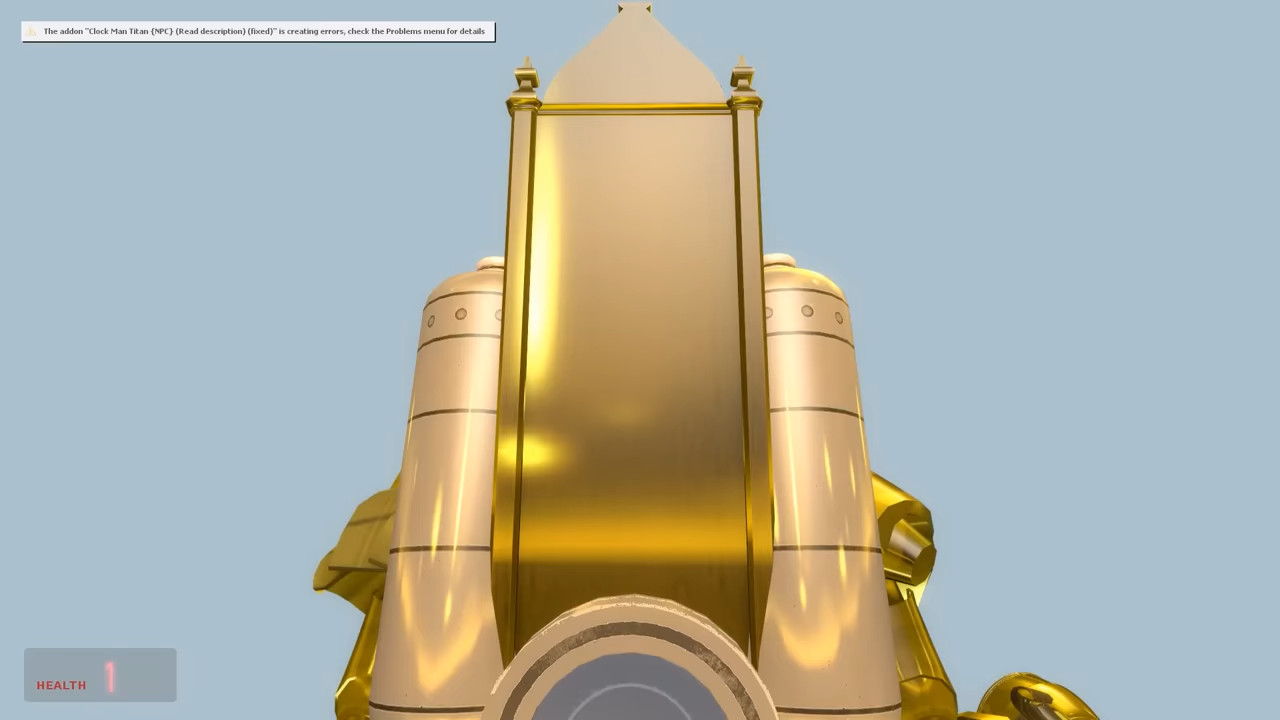 The addon "Clock Man Titan {NPC} (Read description) (fixed)" is creating errors, check the Problems menu for details
HEALTH 1